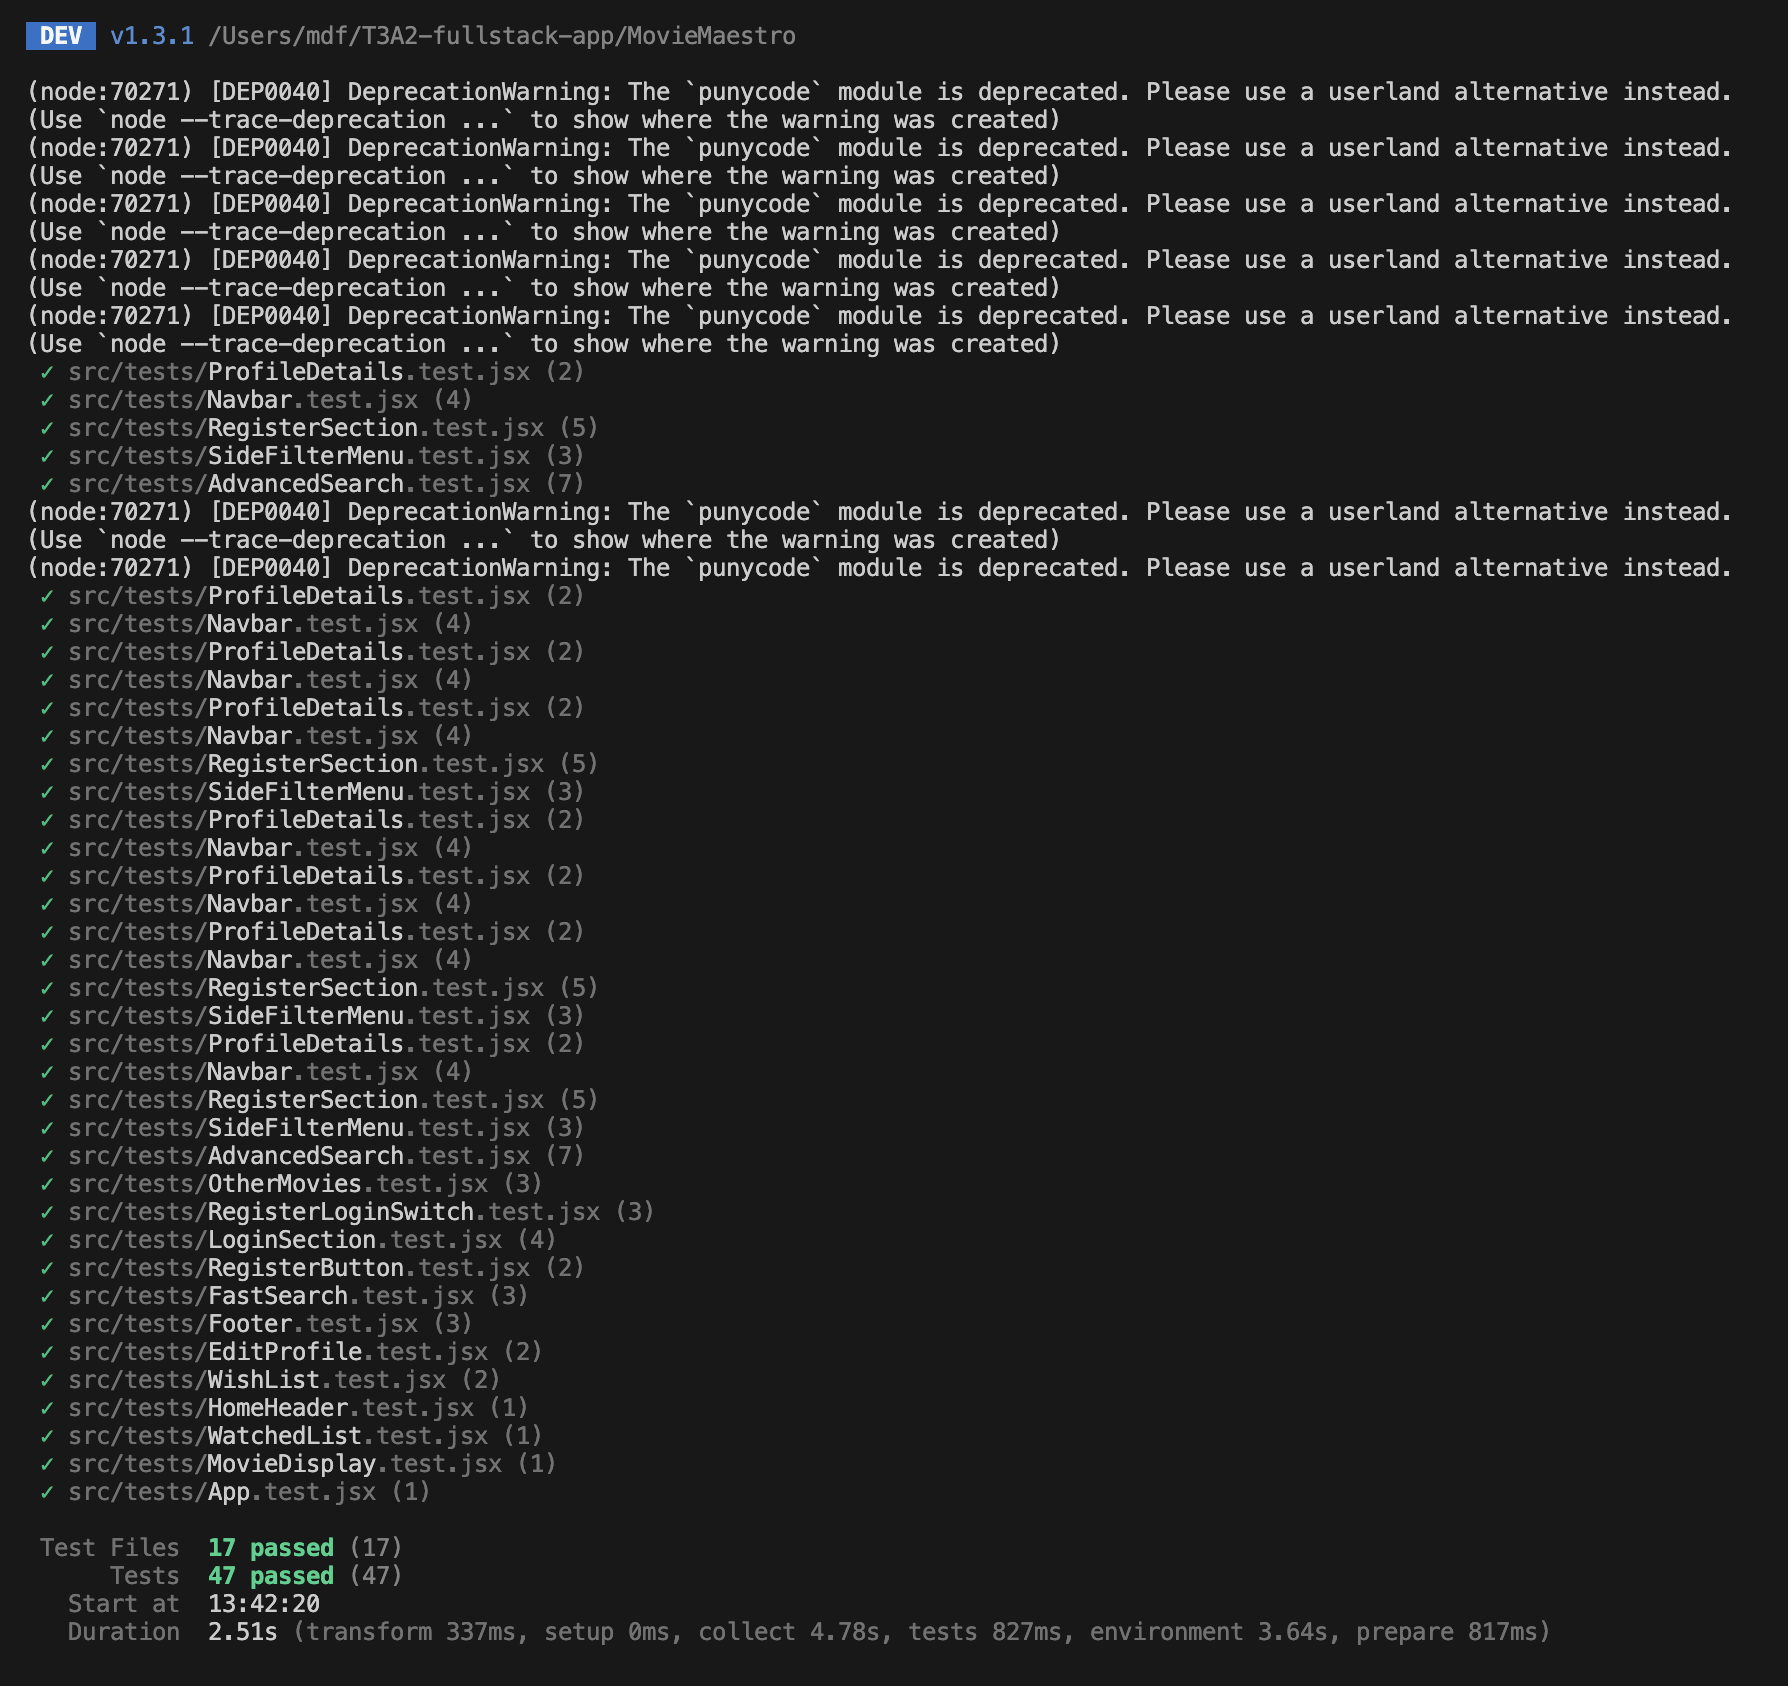 DEV v1.3.1 /Users/mdf/T3A2-fullstack-app/MovieMaestro
(node:70271) [DEP0040] DeprecationWarning: The `punycode` module is deprecated. Please use a userland alternative instead.
(Use `node --trace-deprecation ...` to show where the warning was created)
(node:70271) [DEP0040] DeprecationWarning: The `punycode` module is deprecated. Please use a userland alternative instead.
(Use `node --trace-deprecation ...` to show where the warning was created)
(node:70271) [DEP0040] DeprecationWarning: The `punycode` module is deprecated. Please use a userland alternative instead.
(Use `node --trace-deprecation ...` to show where the warning was created)
(node:70271) [DEP0040] DeprecationWarning: The `punycode` module is deprecated. Please use a userland alternative instead.
(Use `node --trace-deprecation ...` to show where the warning was created)
(node:70271) [DEP0040] DeprecationWarning: The `punycode` module is deprecated. Please use a userland alternative instead.
(Use `node --trace-deprecation ...` to show where the warning was created)
✓ src/tests/ProfileDetails.test.jsx (2)
✓ src/tests/Navbar.test.jsx (4)
✓ src/tests/RegisterSection.test.jsx (5)
✓ src/tests/SideFilterMenu.test.jsx (3)
✓ src/tests/AdvancedSearch.test.jsx (7)
(node:70271) [DEP0040] DeprecationWarning: The `punycode` module is deprecated. Please use a userland alternative instead.
(Use `node --trace-deprecation ...` to show where the warning was created)
(node:70271) [DEP0040] DeprecationWarning: The `punycode` module is deprecated. Please use a userland alternative instead.
✓ src/tests/ProfileDetails.test.jsx (2)
✓ src/tests/Navbar.test.jsx (4)
✓ src/tests/ProfileDetails.test.jsx (2)
✓ src/tests/Navbar.test.jsx (4)
✓ src/tests/ProfileDetails.test.jsx (2)
✓ src/tests/Navbar.test.jsx (4)
✓ src/tests/RegisterSection.test.jsx (5)
✓ src/tests/SideFilterMenu.test.jsx (3)
✓ src/tests/ProfileDetails.test.jsx (2)
✓ src/tests/Navbar.test.jsx (4)
✓ src/tests/ProfileDetails.test.jsx (2)
✓ src/tests/Navbar.test.jsx (4)
✓ src/tests/ProfileDetails.test.jsx (2)
✓ src/tests/Navbar.test.jsx (4)
✓ src/tests/RegisterSection.test.jsx (5)
✓ src/tests/SideFilterMenu.test.jsx (3)
✓ src/tests/ProfileDetails.test.jsx (2)
✓ src/tests/Navbar.test.jsx (4)
✓ src/tests/RegisterSection.test.jsx (5)
✓ src/tests/SideFilterMenu.test.jsx (3)
✓ src/tests/AdvancedSearch.test.jsx (7)
✓ src/tests/OtherMovies.test.jsx (3)
✓ src/tests/RegisterLoginSwitch.test.jsx (3)
✓ src/tests/LoginSection.test.jsx (4)
✓ src/tests/RegisterButton.test.jsx (2)
✓ src/tests/FastSearch.test.jsx (3)
✓ src/tests/Footer.test.jsx (3)
✓ src/tests/EditProfile.test.jsx (2)
✓ src/tests/WishList.test.jsx (2)
✓ src/tests/HomeHeader.test.jsx (1)
✓ src/tests/WatchedList.test.jsx (1)
✓ src/tests/MovieDisplay.test.jsx (1)
✓ src/tests/App.test.jsx (1)
Test Files 17 passed (17)
Tests 47 passed (47)
Start at 13:42:20
Duration 2.51s (transform 337ms, setup 0ms, collect 4.78s, tests 827ms, environment 3.64s, prepare 817ms)